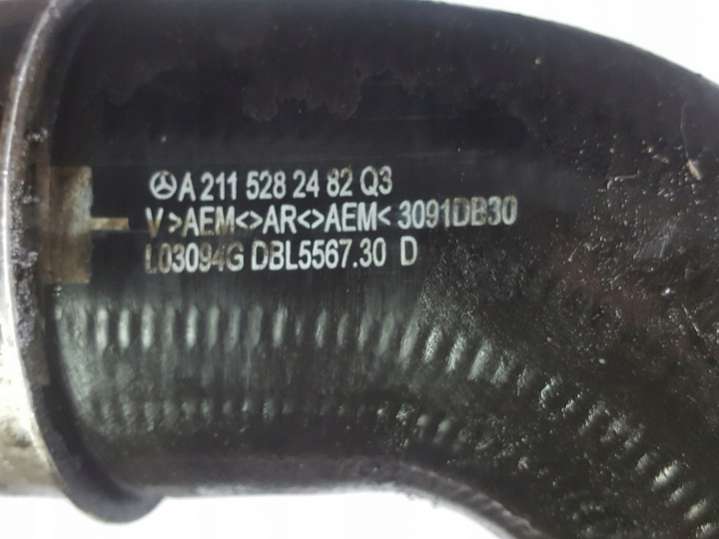 A 211 528 24 82 Q3
V >AEM<>AR<>AEM< 3091DB30
L03094G DBL5567.30 D